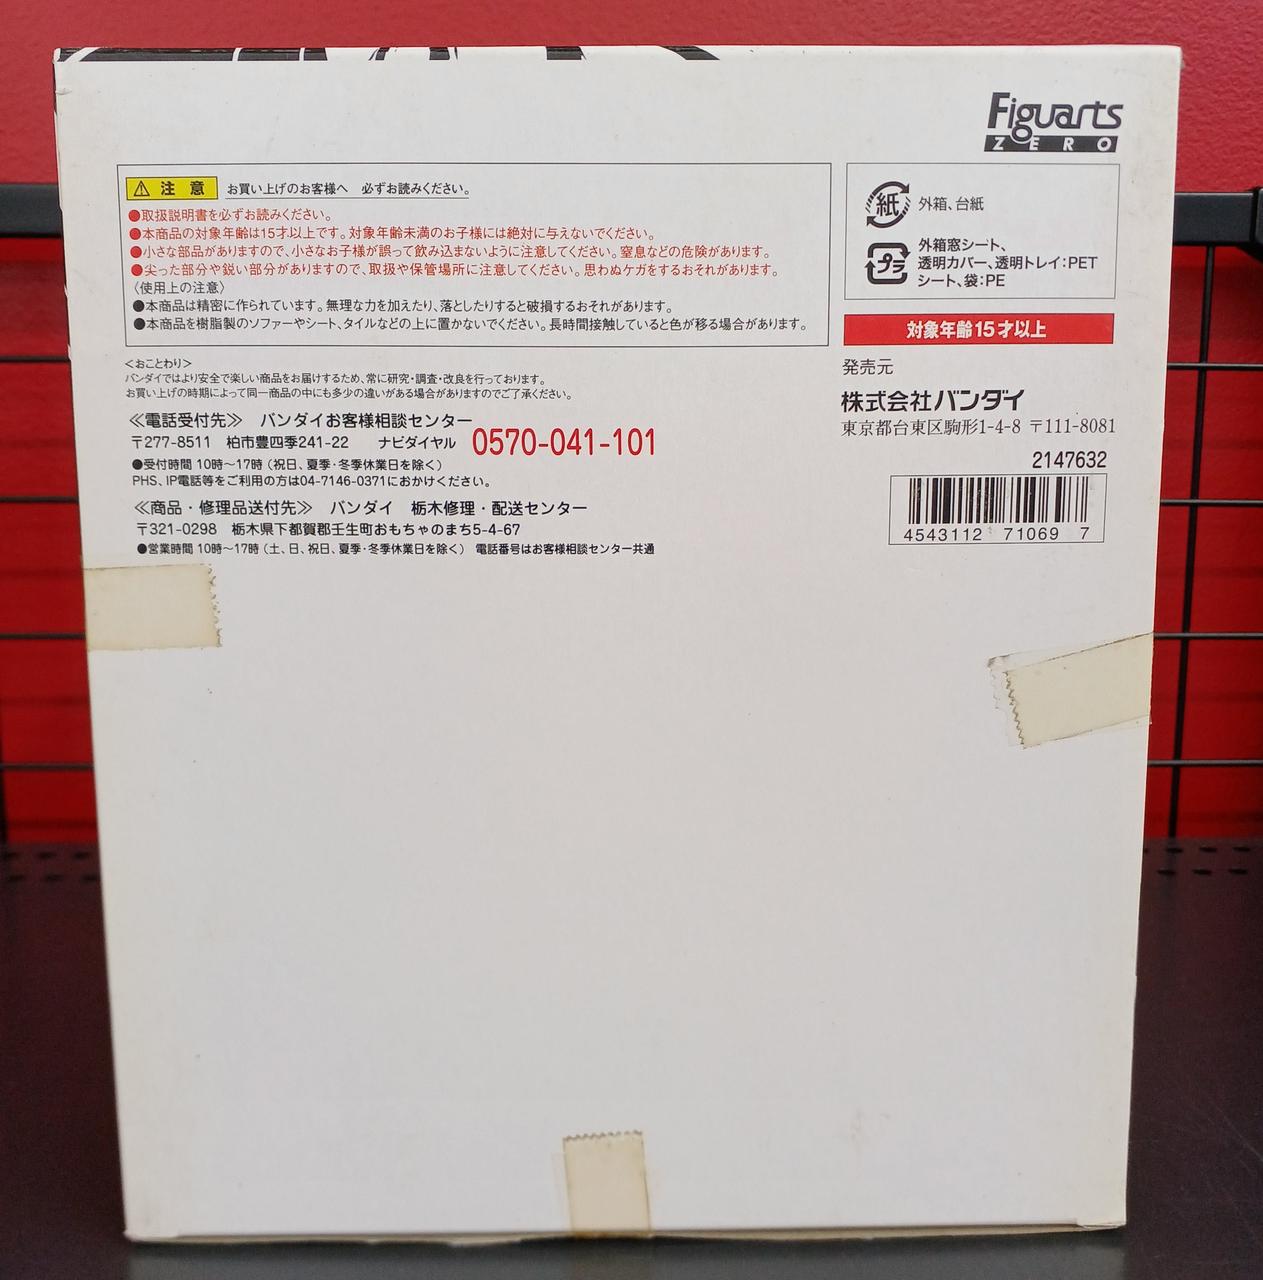 Figuarts
ZERO
注 意 お買い上げのお客様へ 必ずお読みください。
●取扱説明書を必ずお読みください。
●本商品の対象年齢は15才以上です。対象年齢未満のお子様には絶対に与えないでください。
●小さな部品がありますので、小さなお子様が誤って飲み込まないように注意してください。窒息などの危険があります。
●尖った部分や鋭い部分がありますので、取扱や保管場所に注意してください。思わぬケガをするおそれがあります。
〈使用上の注意〉
●本商品は精密に作られています。無理な力を加えたり、落としたりすると破損するおそれがあります。
●本商品を樹脂製のソファーやシート、タイルなどの上に置かないでください。長時間接触していると色が移る場合があります。
紙 外箱、台紙
プラ 外箱窓シート、
透明カバー、透明トレイ:PET
シート、袋:PE
対象年齢15才以上
<おことわり>
バンダイではより安全で楽しい商品をお届けするため、常に研究・調査・改良を行っております。
お買い上げの時期によって同一商品の中にも多少の違いがある場合がありますのでご了承ください。
≪電話受付先≫ バンダイお客様相談センター
〒277-8511 柏市豊四季241-22 ナビダイヤル 0570-041-101
●受付時間 10時～17時（祝日、夏季・冬季休業日を除く）
PHS、IP電話等をご利用の方は04-7146-0371におかけください。
≪商品・修理品送付先≫ バンダイ 栃木修理・配送センター
〒321-0298 栃木県下都賀郡壬生町おもちゃのまち5-4-67
●営業時間 10時～17時（土、日、祝日、夏季・冬季休業日を除く） 電話番号はお客様相談センター共通
発売元
株式会社バンダイ
東京都台東区駒形1-4-8 〒111-8081
2147632
4543112 71069 7